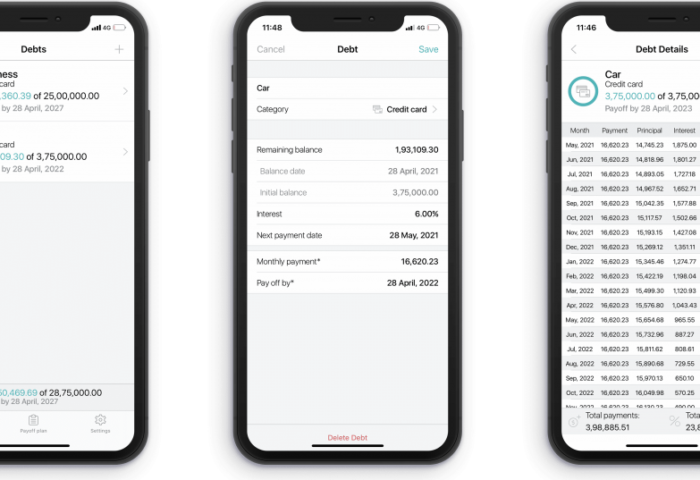 4G
Debts
+
ness
card
,360.39 of 25,00,000.00
by 28 April, 2027
card
09.30 of 3,75,000.00
by 28 April, 2022
50,469.69 of 28,75,000.00
by 28 April, 2027
Payoff plan
Settings
11:48
4G
Cancel
Debt
Save
Car
Category
Credit card
Remaining balance
1,93,109.30
Balance date
28 April, 2021
Initial balance
3,75,000.00
Interest
6.00%
Next payment date
28 May, 2021
Monthly payment*
16,620.23
Pay off by*
28 April, 2022
Delete Debt
11:46
Debt Details
Car
Credit card
3,75,000.00 of 3,75,00
Payoff by 28 April, 2023
Month Payment Principal Interest
May, 2021 16,620.23 14,745.23 1,875.00
Jun, 2021 16,620.23 14,818.96 1,801.27
Jul, 2021 16,620.23 14,893.05 1,727.18
Aug, 2021 16,620.23 14,967.52 1,652.71
Sep, 2021 16,620.23 15,042.35 1,577.88
Oct, 2021 16,620.23 15,117.57 1,502.66
Nov, 2021 16,620.23 15,193.15 1,427.08
Dec, 2021 16,620.23 15,269.12 1,351.11
Jan, 2022 16,620.23 15,345.46 1,274.77
Feb, 2022 16,620.23 15,422.19 1,198.04
Mar, 2022 16,620.23 15,499.30 1,120.93
Apr, 2022 16,620.23 15,576.80 1,043.43
May, 2022 16,620.23 15,654.68 965.55
Jun, 2022 16,620.23 15,732.96 887.27
Jul, 2022 16,620.23 15,811.62 808.61
Aug, 2022 16,620.23 15,890.68 729.55
Sep, 2022 16,620.23 15,970.13 650.10
Oct, 2022 16,620.23 16,049.98 570.25
Nov, 2022 16,620.23 16,130.23 490.00
Total payments:
3,98,885.51
%
Tota
23,8